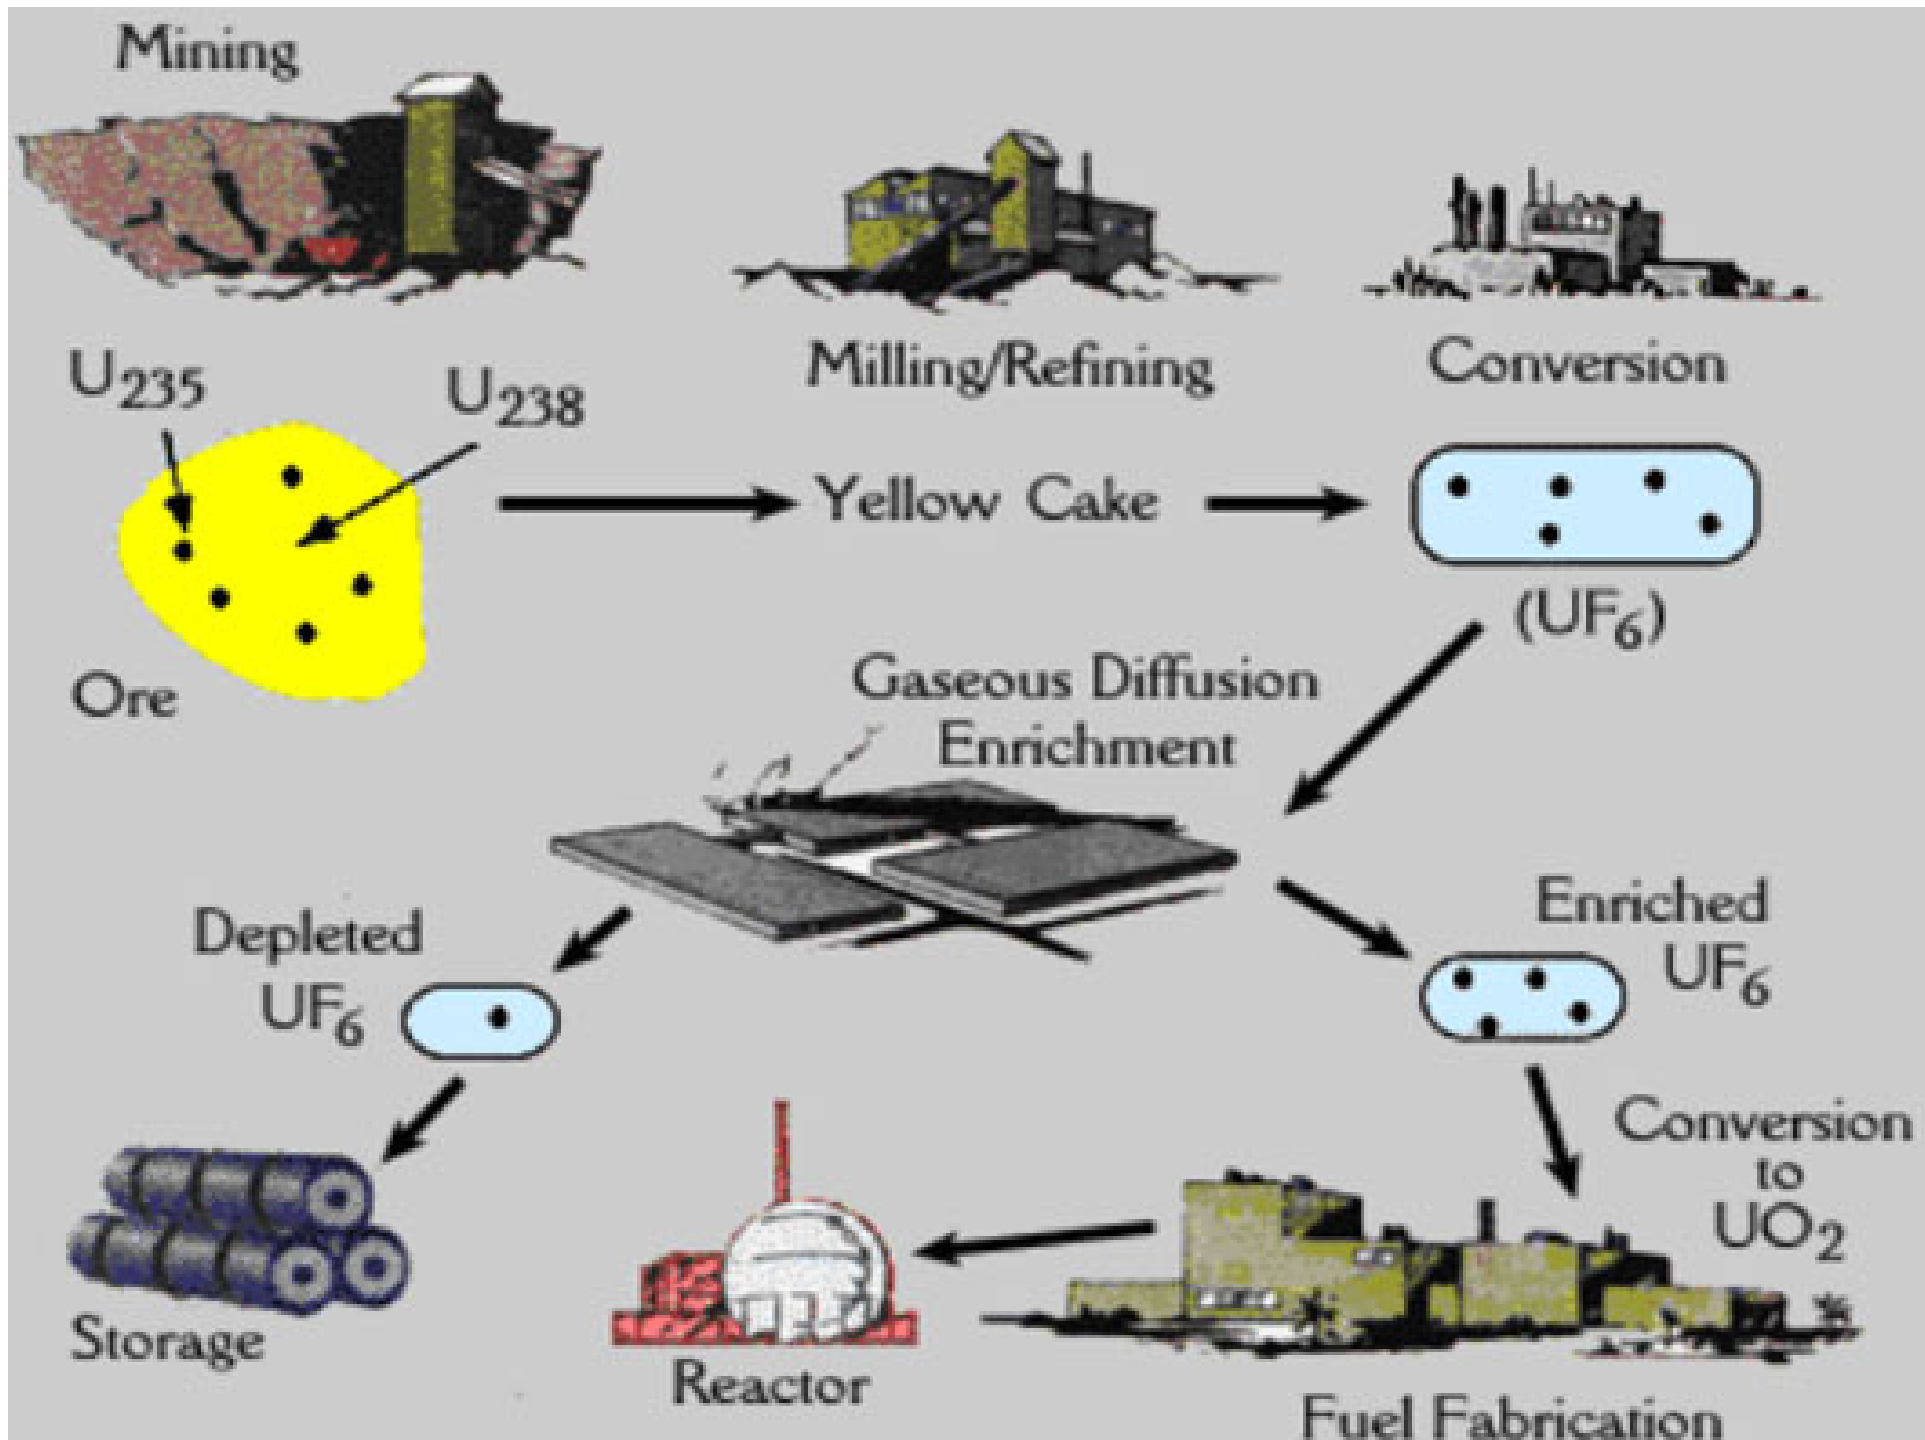 Mining
Milling/Refining
Conversion
U235
U238
Ore
Yellow Cake
(UF6)
Gaseous Diffusion
Enrichment
Depleted
UF6
Enriched
UF6
Storage
Reactor
Conversion
to
UO2
Fuel Fabrication